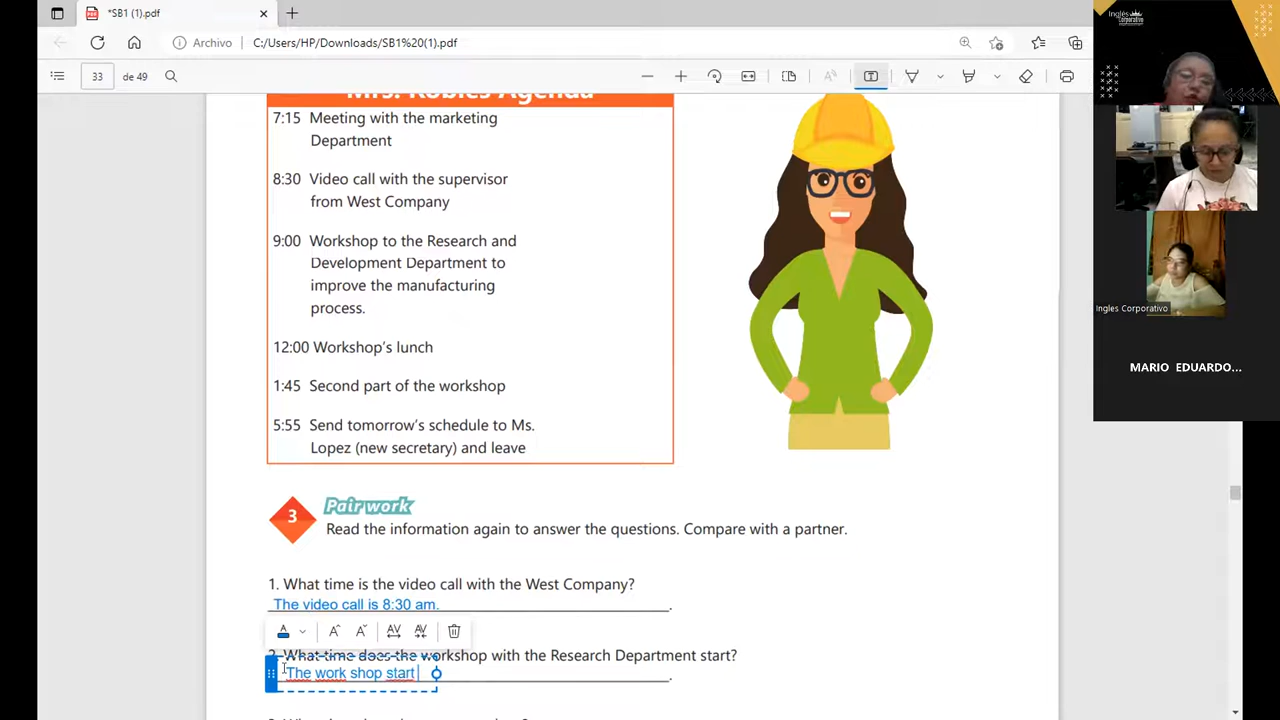 *SB1 (1).pdf
Archivo
C:/Users/HP/Downloads/SB1%20(1).pdf
33
de 49
Mrs. Robles Agenda
7:15 Meeting with the marketing
Department
8:30 Video call with the supervisor
from West Company
9:00 Workshop to the Research and
Development Department to
improve the manufacturing
process.
12:00 Workshop's lunch
1:45 Second part of the workshop
5:55 Send tomorrow's schedule to Ms.
Lopez (new secretary) and leave
3
Pair work
Read the information again to answer the questions. Compare with a partner.
1. What time is the video call with the West Company?
The video call is 8:30 am.
2. What time does the workshop with the Research Department start?
The work shop start
Inglés
Corporativo
Ingles Corporativo
MARIO EDUARDO...